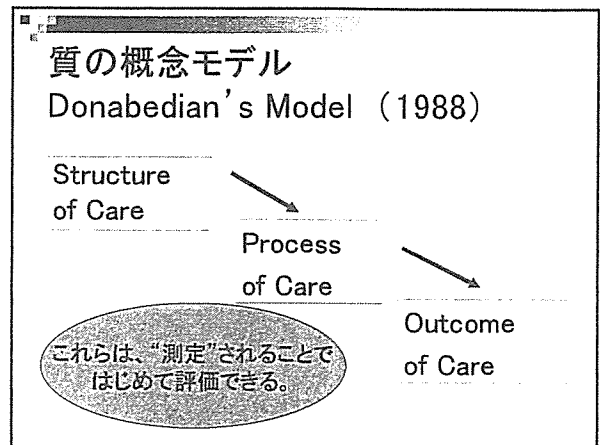 質の概念モデル
Donabedian's Model （1988）
Structure
of Care
Process
of Care
Outcome
of Care
これらは、“測定”されることで
はじめて評価できる。